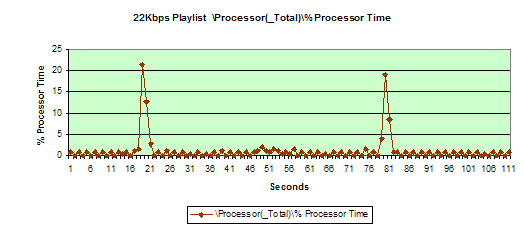 22Kbps Playlist \Processor(_Total)\% Processor Time
% Processor Time
25
20
15
10
5
0
1 6 11 16 21 26 31 36 41 46 51 56 61 66 71 76 81 86 91 96 101 106 111
Seconds
\Processor(_Total)\% Processor Time